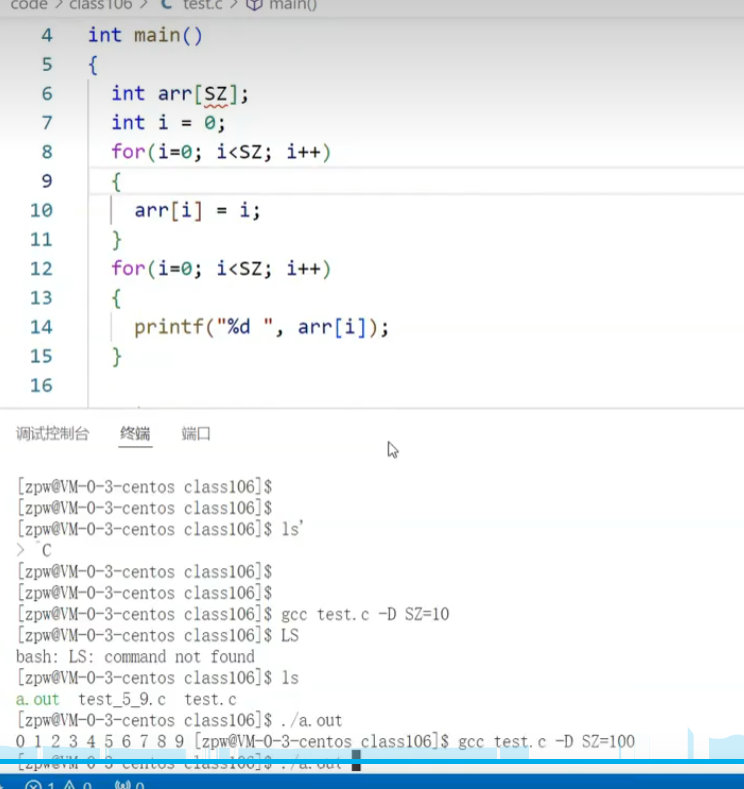 code > class106 > C test.c > main()
4 int main()
5 {
6 int arr[SZ];
7 int i = 0;
8 for(i=0; i<SZ; i++)
9 {
10 arr[i] = i;
11 }
12 for(i=0; i<SZ; i++)
13 {
14 printf("%d ", arr[i]);
15 }
16
调试控制台 终端 端口
[zpw@VM-0-3-centos class106]$
[zpw@VM-0-3-centos class106]$
[zpw@VM-0-3-centos class106]$ ls'
> ^C
[zpw@VM-0-3-centos class106]$
[zpw@VM-0-3-centos class106]$
[zpw@VM-0-3-centos class106]$ gcc test.c -D SZ=10
[zpw@VM-0-3-centos class106]$ LS
bash: LS: command not found
[zpw@VM-0-3-centos class106]$ ls
a.out test_5_9.c test.c
[zpw@VM-0-3-centos class106]$ ./a.out
0 1 2 3 4 5 6 7 8 9 [zpw@VM-0-3-centos class106]$ gcc test.c -D SZ=100
[zpw@VM-0-3-centos class106]$ ./a.out
1 0 0